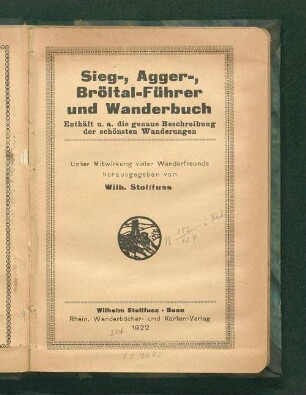 Sieg-, Agger-,
Bröltal-Führer
und Wanderbuch
Enthält u. a. die genaue Beschreibung
der schönsten Wanderungen
Unter Mitwirkung vieler Wanderfreunde
herausgegeben von
Wilh. Stollfuss
Wilhelm Stollfuss • Bonn
Rhein. Wanderbücher- und Karten-Verlag
1922